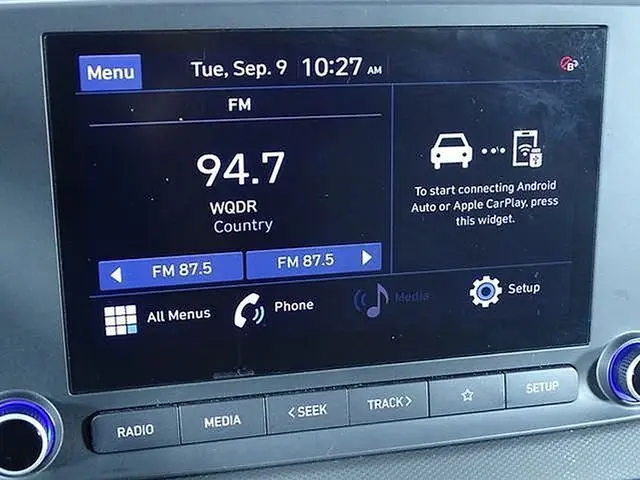 Menu
Tue, Sep. 9 10:27 AM
FM
94.7
WQDR
Country
FM 87.5
FM 87.5
To start connecting Android
Auto or Apple CarPlay, press
this widget.
All Menus
Phone
Media
Setup
RADIO
MEDIA
< SEEK
TRACK >
SETUP